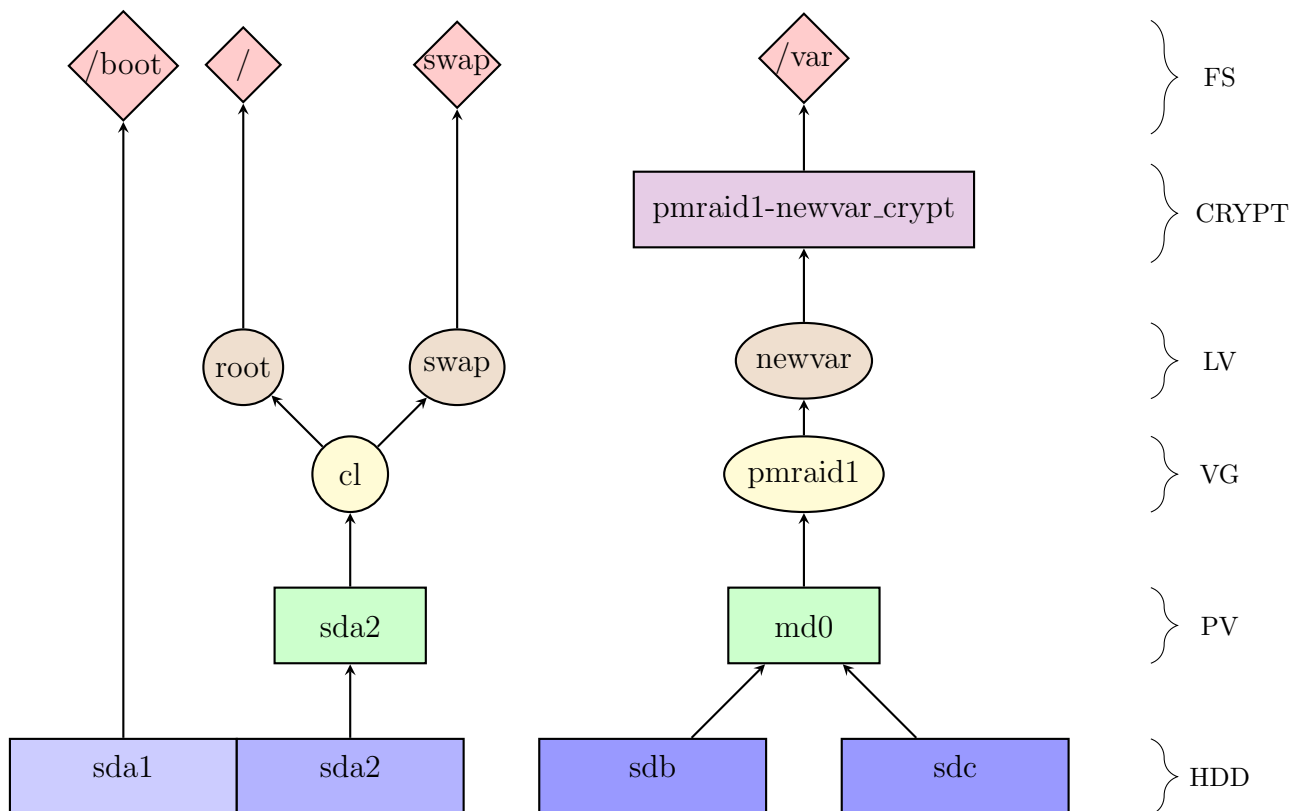 /boot
/
swap
/var
FS
pmraid1-newvar_crypt
CRYPT
root
swap
newvar
LV
cl
pmraid1
VG
sda2
md0
PV
sda1
sda2
sdb
sdc
HDD